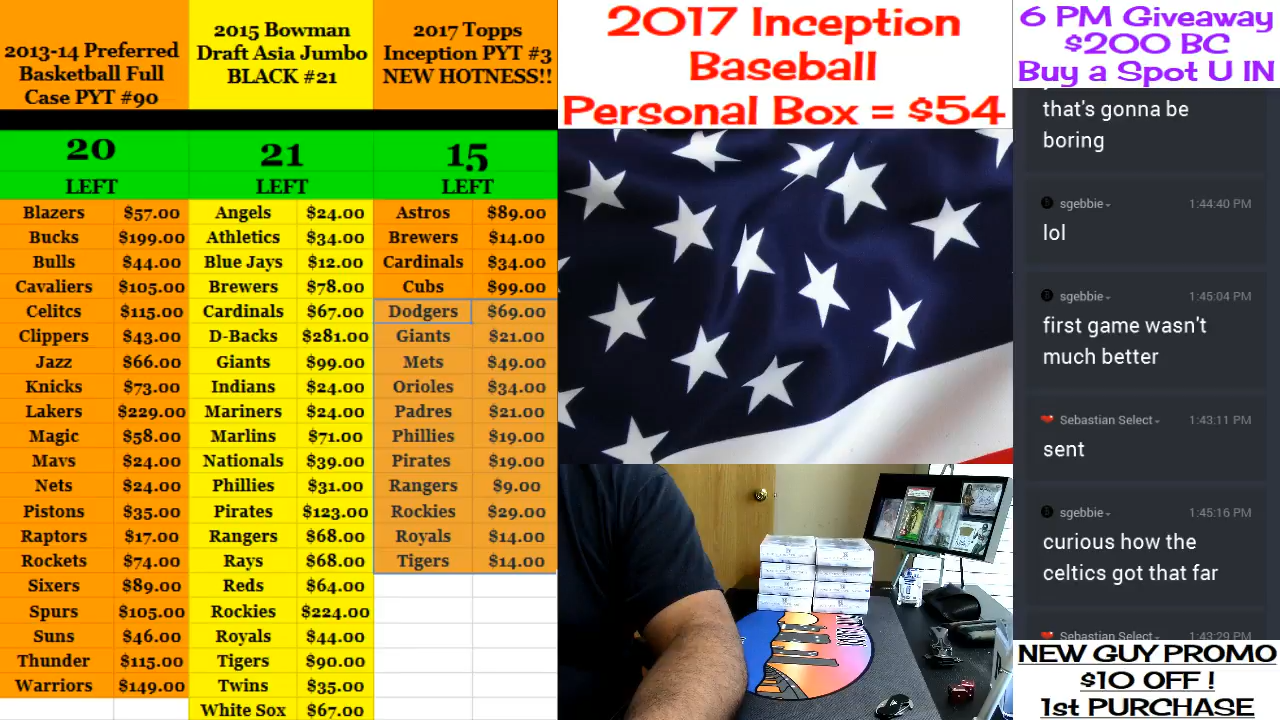 2013-14 Preferred
Basketball Full
Case PYT #90
20
LEFT
Blazers $57.00
Bucks $199.00
Bulls $44.00
Cavaliers $105.00
Celitcs $115.00
Clippers $43.00
Jazz $66.00
Knicks $73.00
Lakers $229.00
Magic $58.00
Mavs $24.00
Nets $24.00
Pistons $35.00
Raptors $17.00
Rockets $74.00
Sixers $89.00
Spurs $105.00
Suns $46.00
Thunder $115.00
Warriors $149.00
2015 Bowman
Draft Asia Jumbo
BLACK #21
21
LEFT
Angels $24.00
Athletics $34.00
Blue Jays $12.00
Brewers $78.00
Cardinals $67.00
D-Backs $281.00
Giants $99.00
Indians $24.00
Mariners $24.00
Marlins $71.00
Nationals $39.00
Phillies $31.00
Pirates $123.00
Rangers $68.00
Rays $68.00
Reds $64.00
Rockies $224.00
Royals $44.00
Tigers $90.00
Twins $35.00
White Sox $67.00
2017 Topps
Inception PYT #3
NEW HOTNESS!!
15
LEFT
Astros $89.00
Brewers $14.00
Cardinals $34.00
Cubs $99.00
Dodgers $69.00
Giants $21.00
Mets $49.00
Orioles $34.00
Padres $21.00
Phillies $19.00
Pirates $19.00
Rangers $9.00
Rockies $29.00
Royals $14.00
Tigers $14.00
2017 Inception
Baseball
Personal Box = $54
6 PM Giveaway
$200 BC
Buy a Spot U IN
that's gonna be
boring
sgebbie 1:44:40 PM
lol
sgebbie 1:45:04 PM
first game wasn't
much better
Sebastian Select 1:43:11 PM
sent
sgebbie 1:45:16 PM
curious how the
celtics got that far
Sebastian Select 1:43:29 PM
NEW GUY PROMO
$10 OFF !
1st PURCHASE